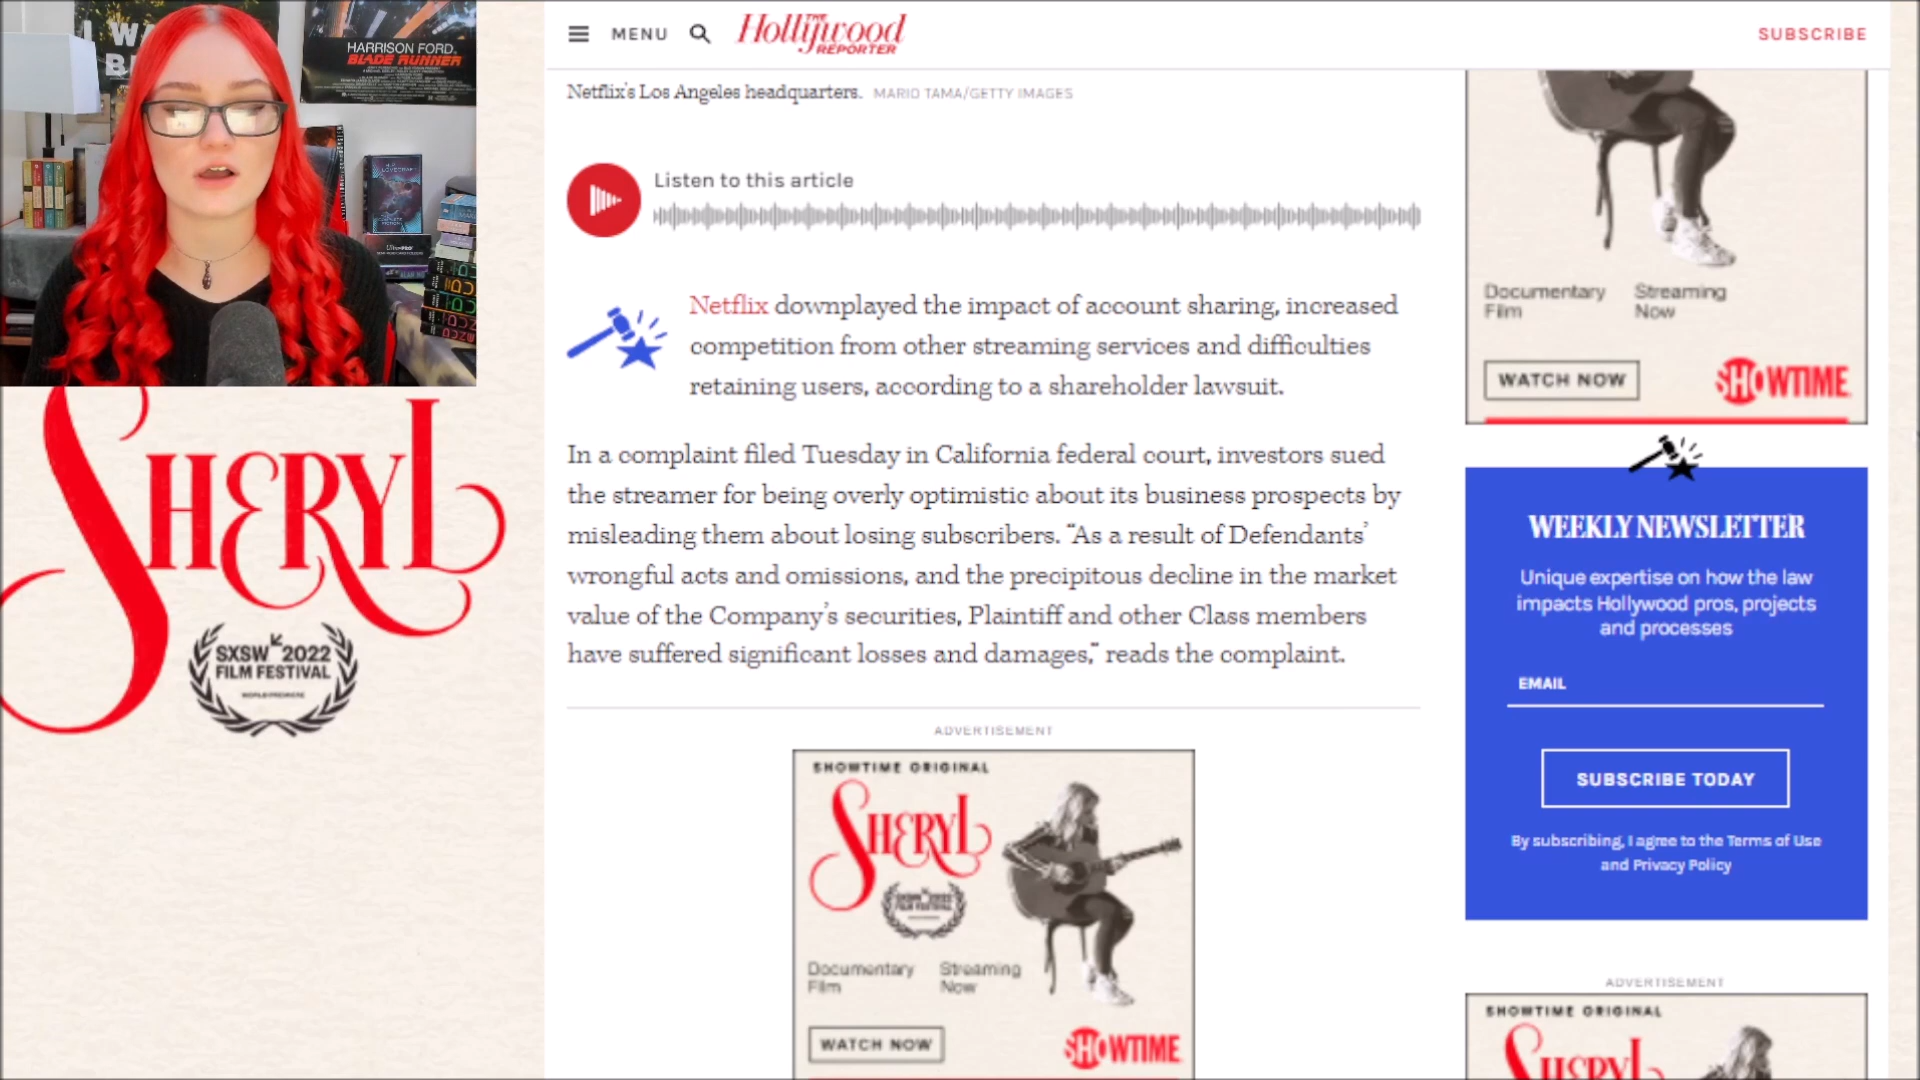 HARRISON FORD.
BLADE RUNNER
LOVECRAFT
MENU
THE
Hollywood
REPORTER
SUBSCRIBE
Netflix's Los Angeles headquarters. MARIO TAMA/GETTY IMAGES
Listen to this article
Netflix downplayed the impact of account sharing, increased
competition from other streaming services and difficulties
retaining users, according to a shareholder lawsuit.
In a complaint filed Tuesday in California federal court, investors sued
the streamer for being overly optimistic about its business prospects by
misleading them about losing subscribers. “As a result of Defendants’
wrongful acts and omissions, and the precipitous decline in the market
value of the Company’s securities, Plaintiff and other Class members
have suffered significant losses and damages,” reads the complaint.
ADVERTISEMENT
SHOWTIME ORIGINAL
SHERYL
Documentary
Film
Streaming
Now
WATCH NOW
SHOWTIME
SHERYL
SXSW 2022
FILM FESTIVAL
WORLD PREMIERE
Documentary
Film
Streaming
Now
WATCH NOW
SHOWTIME
WEEKLY NEWSLETTER
Unique expertise on how the law
impacts Hollywood pros, projects
and processes
EMAIL
SUBSCRIBE TODAY
By subscribing, I agree to the Terms of Use
and Privacy Policy
ADVERTISEMENT
SHOWTIME ORIGINAL
SHERYL